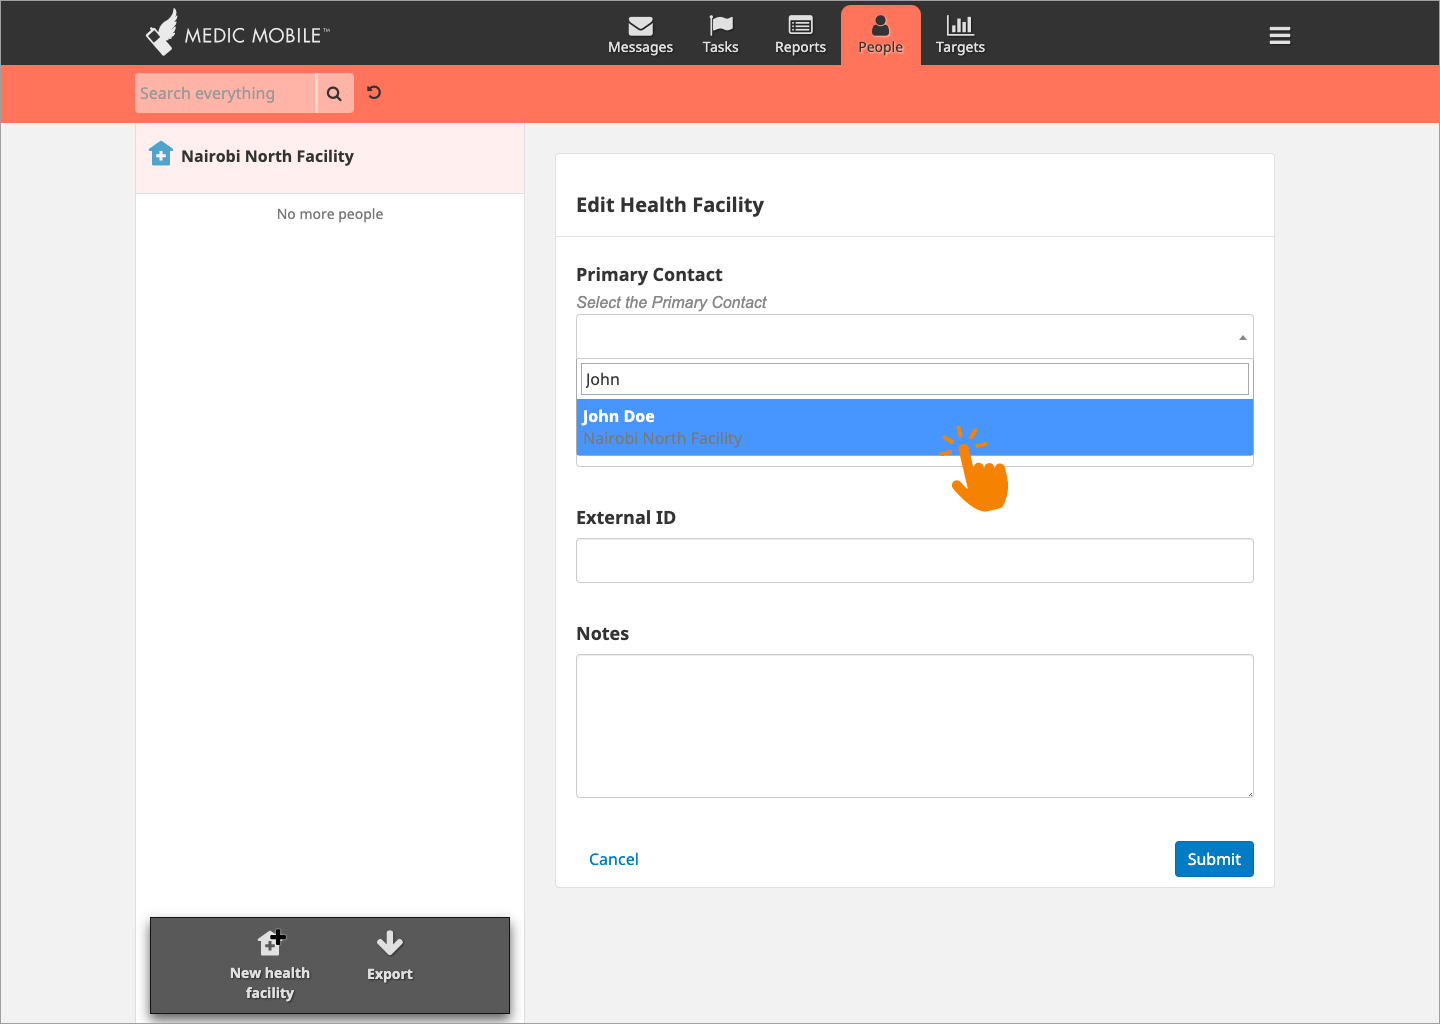 MEDIC MOBILE™
Messages
Tasks
Reports
People
Targets
Search everything
Nairobi North Facility
No more people
Edit Health Facility
Primary Contact
Select the Primary Contact
John
John Doe
Nairobi North Facility
External ID
Notes
Cancel
Submit
New health
facility
Export